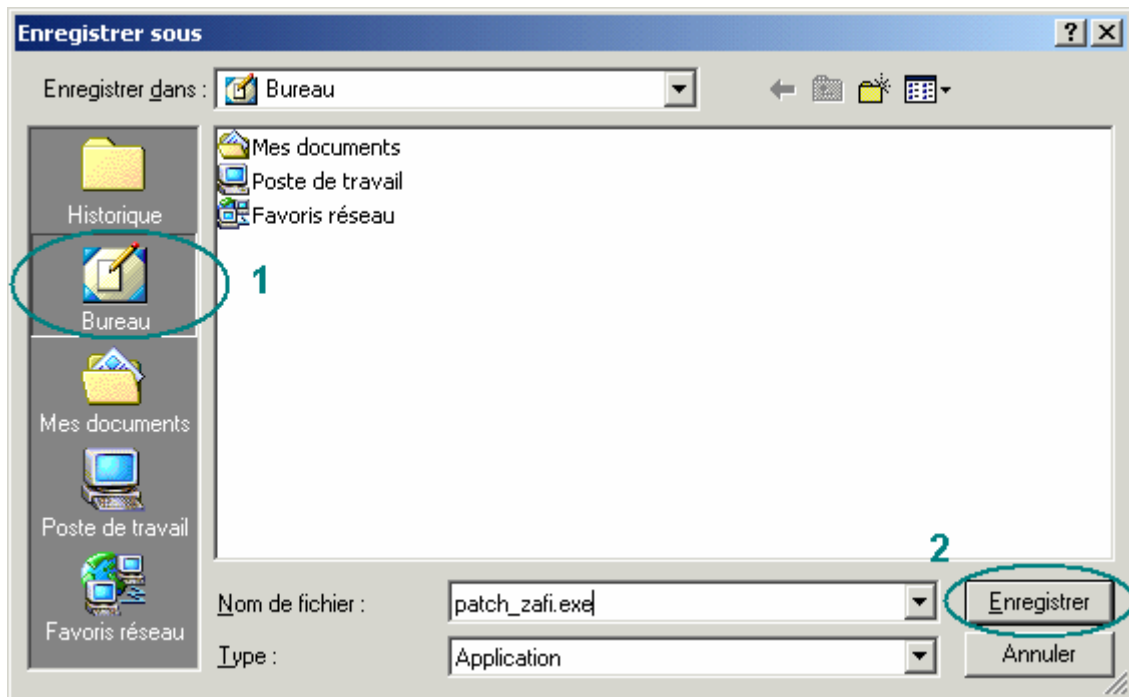 Enregistrer sous
Enregistrer dans : Bureau
Mes documents
Poste de travail
Favoris réseau
Historique
Bureau
1
Mes documents
Poste de travail
Favoris réseau
2
Nom de fichier : patch_zafi.exe Enregistrer
Type : Application Annuler